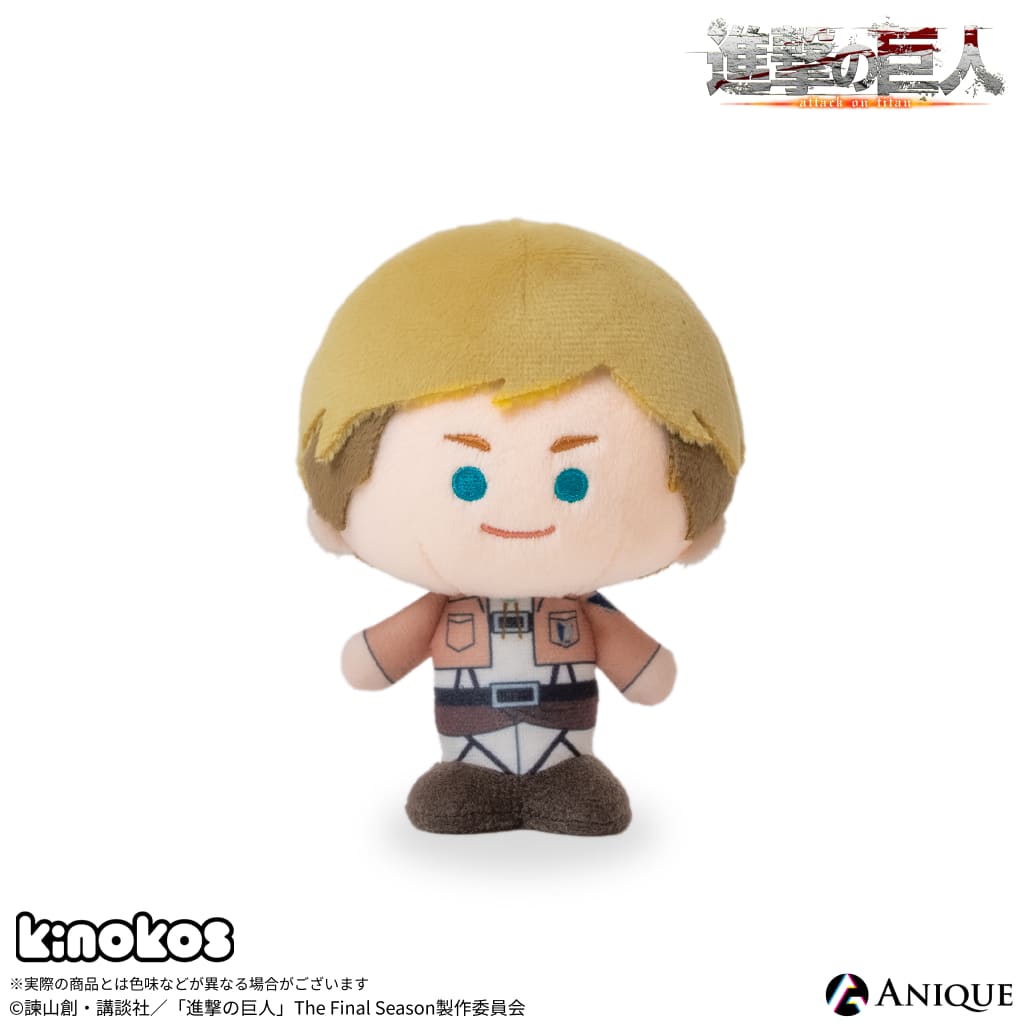 進撃の巨人
attack on titan
kinokos
※実際の商品とは色味などが異なる場合がございます
©諫山創・講談社／「進撃の巨人」The Final Season製作委員会
ANIQUE